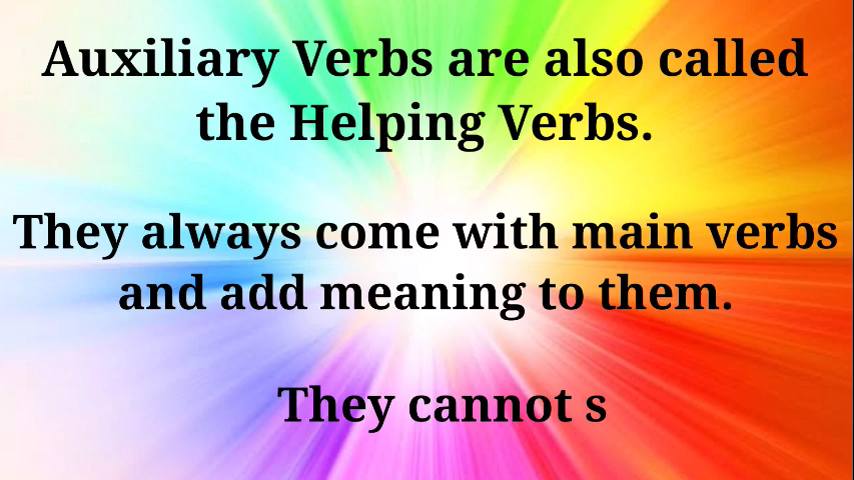 Auxiliary Verbs are also called
the Helping Verbs.
They always come with main verbs
and add meaning to them.
They cannot s